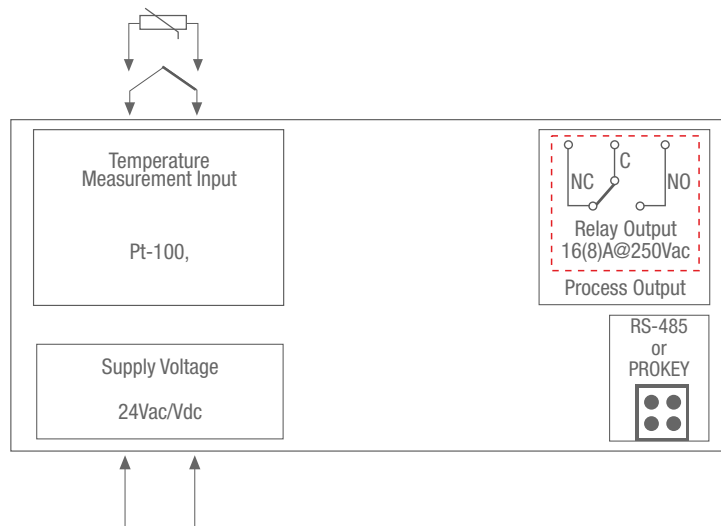 Temperature
Measurement Input
Pt-100,
NC
C
NO
Relay Output
16(8)A@250Vac
Process Output
Supply Voltage
24Vac/Vdc
RS-485
or
PROKEY